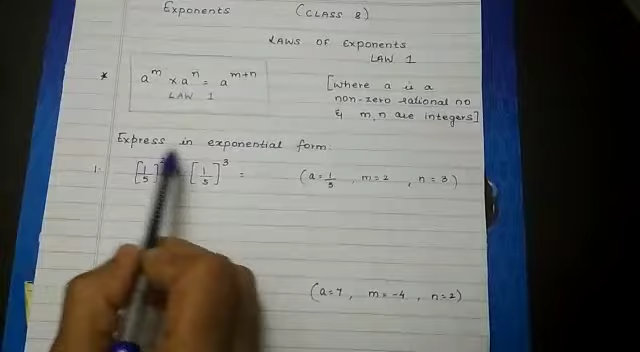 Exponents (CLASS 8)
LAWS OF Exponents
LAW 1
* a^m × a^n = a^(m+n)
LAW 1
[where a is a
non-zero rational no
& m, n are integers]
Express in exponential form.
1. [1/5]^2 [1/5]^3 = (a = 1/5, m = 2, n = 3)
(a = 7, m = -4, n = 2)